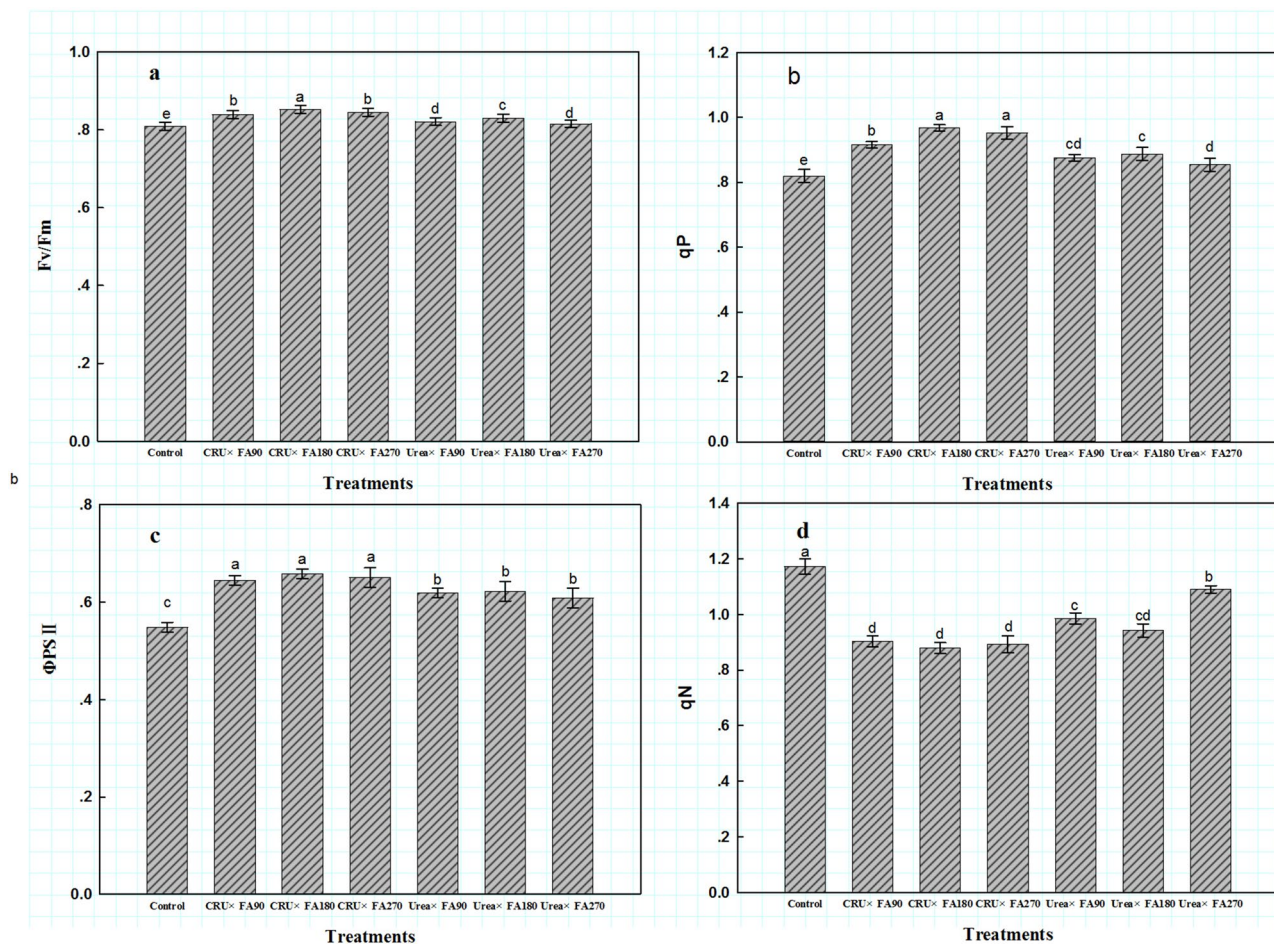 1.0
a
.8
.6
.4
.2
0.0
Fv/Fm
e
b
a
b
d
c
d
Control
CRU× FA90
CRU× FA180
CRU× FA270
Urea× FA90
Urea× FA180
Urea× FA270
Treatments
1.2
b
1.0
.8
.6
.4
.2
0.0
qP
e
b
a
a
cd
c
d
Control
CRU× FA90
CRU× FA180
CRU× FA270
Urea× FA90
Urea× FA180
Urea× FA270
Treatments
b
.8
c
.6
.4
.2
0.0
ΦPSⅡ
c
a
a
a
b
b
b
Control
CRU× FA90
CRU× FA180
CRU× FA270
Urea× FA90
Urea× FA180
Urea× FA270
Treatments
1.4
d
1.2
1.0
.8
.6
.4
.2
0.0
qN
a
d
d
d
c
cd
b
Control
CRU× FA90
CRU× FA180
CRU× FA270
Urea× FA90
Urea× FA180
Urea× FA270
Treatments